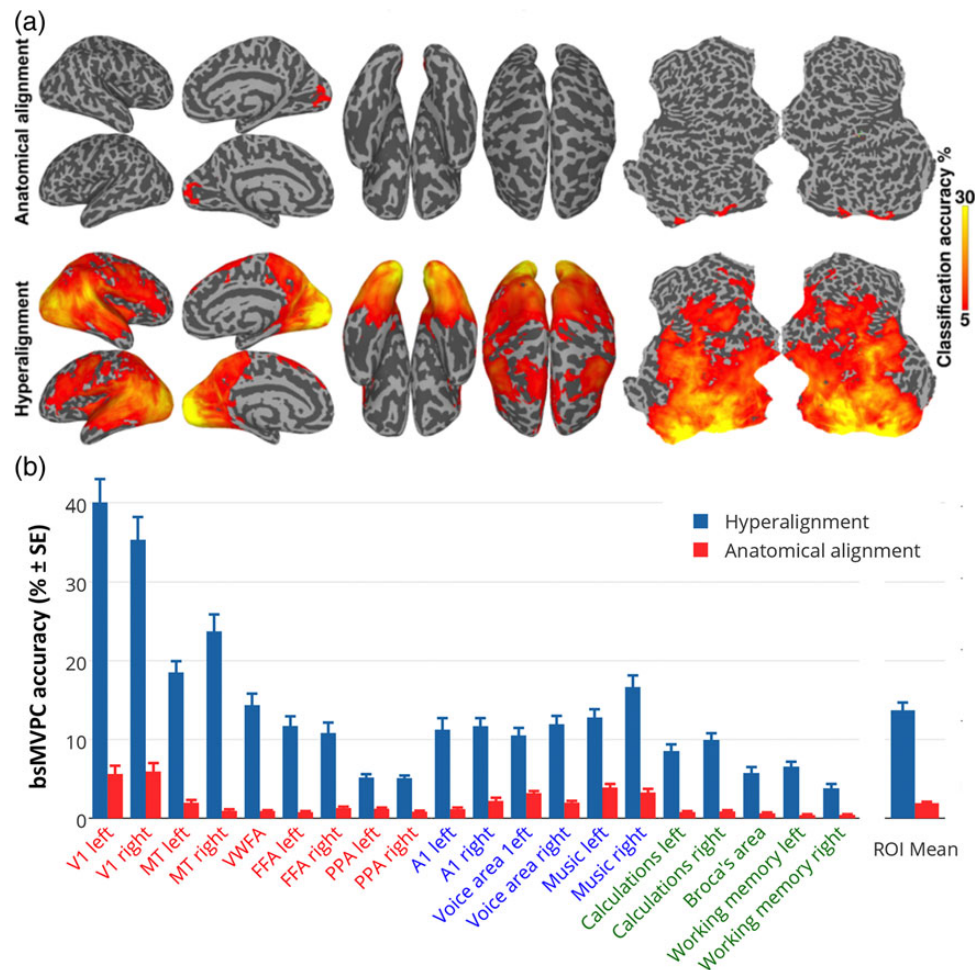 (a)
Anatomical alignment
Hyperalignment
Classification accuracy %
30
5
(b)
bsMVPC accuracy (% ± SE)
40
30
20
10
0
Hyperalignment
Anatomical alignment
V1 left
V1 right
MT left
MT right
VWFA
FFA left
FFA right
PPA left
PPA right
A1 left
A1 right
Voice area 1eft
Voice area right
Music left
Music right
Calculations left
Calculations right
Broca's area
Working memory left
Working memory right
ROI Mean